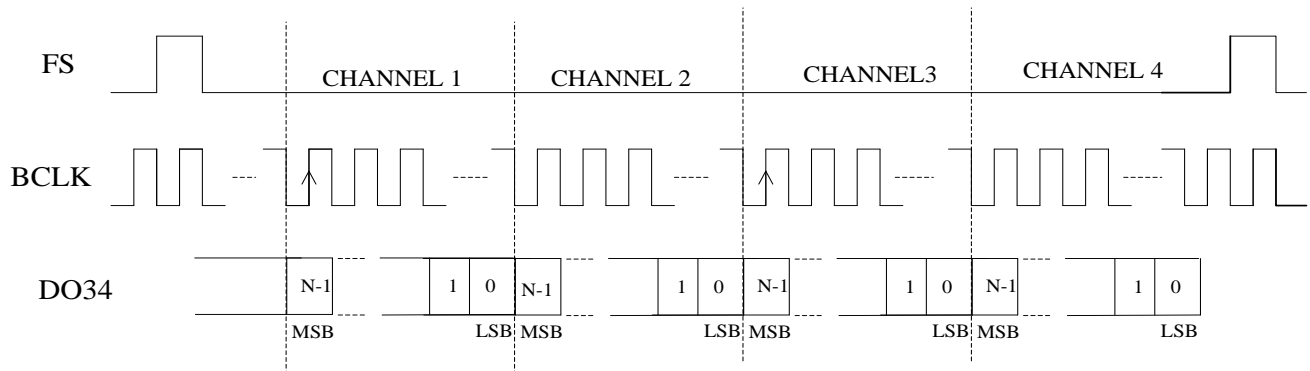 FS
CHANNEL 1 CHANNEL 2 CHANNEL3 CHANNEL 4
BCLK
DO34
N-1 1 0 N-1 1 0 N-1 1 0 N-1 1 0
MSB LSB MSB LSB MSB LSB MSB LSB